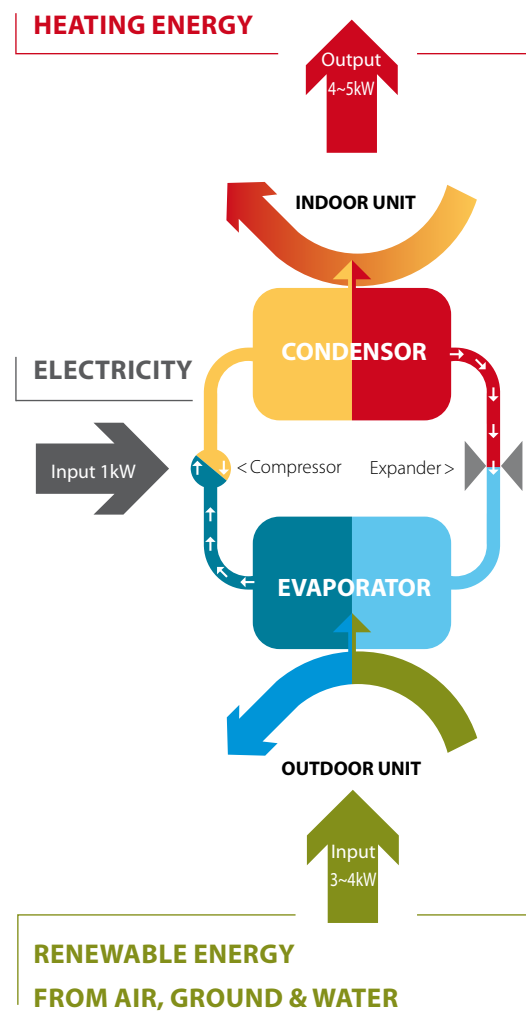 HEATING ENERGY
Output
4~5kW
INDOOR UNIT
CONDENSOR
ELECTRICITY
Input 1kW
< Compressor
Expander >
EVAPORATOR
OUTDOOR UNIT
Input
3~4kW
RENEWABLE ENERGY
FROM AIR, GROUND & WATER